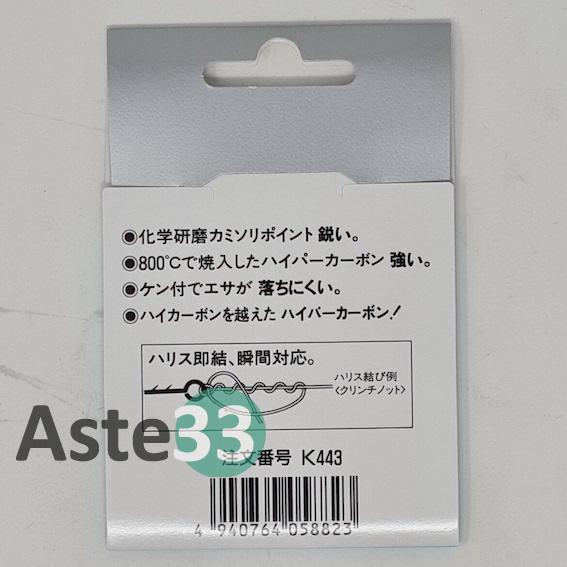 ◉化学研磨カミソリポイント 鋭い。
◉800℃で焼入したハイパーカーボン 強い。
◉ケン付でエサが 落ちにくい。
◉ハイカーボンを越えた ハイパーカーボン!
ハリス即結、瞬間対応。
ハリス結び例
〈クリンチノット〉
Aste33
注文番号 K443
4 940764 058823